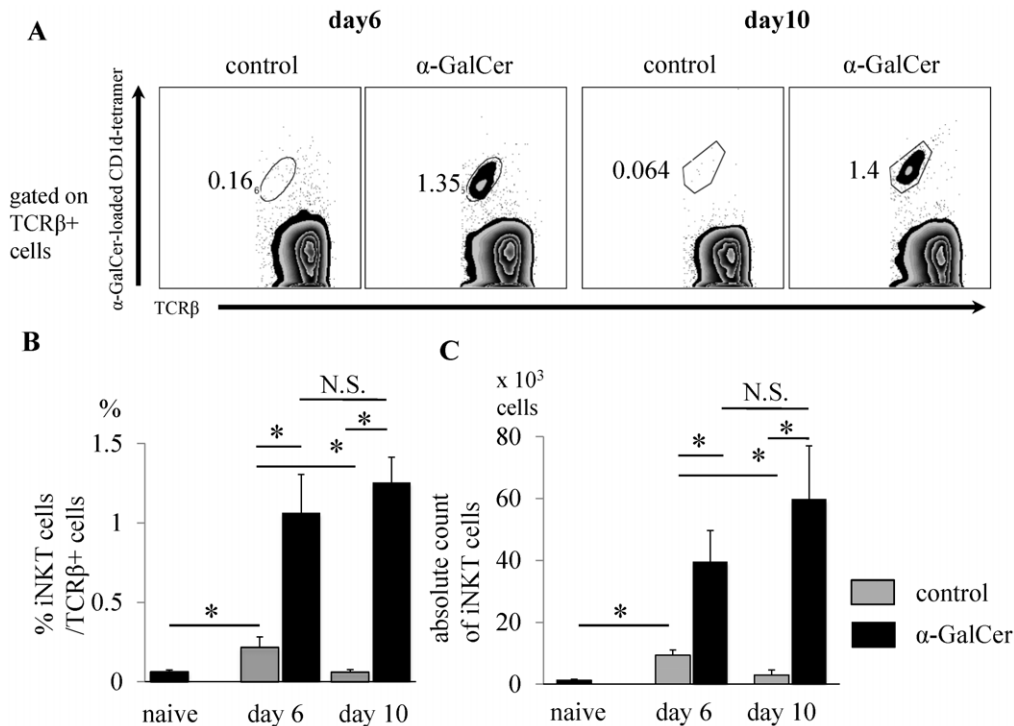 A
day6
day10
control
α-GalCer
control
α-GalCer
α-GalCer-loaded CD1d-tetramer
gated on
TCRβ+
cells
0.16
1.35
0.064
1.4
TCRβ
B
%
% iNKT cells
/TCRβ+ cells
1.5
1
0.5
0
N.S.
*
*
*
*
naive
day 6
day 10
C
x 10³
cells
absolute count
of iNKT cells
80
60
40
20
0
N.S.
*
*
*
*
naive
day 6
day 10
control
α-GalCer